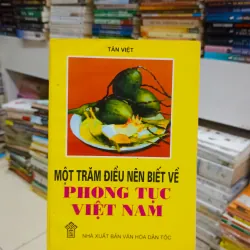 TÂN VIỆT
MỘT TRĂM ĐIỀU NÊN BIẾT VỀ
PHONG TỤC
VIỆT NAM
NHÀ XUẤT BẢN VĂN HÓA DÂN TỘC